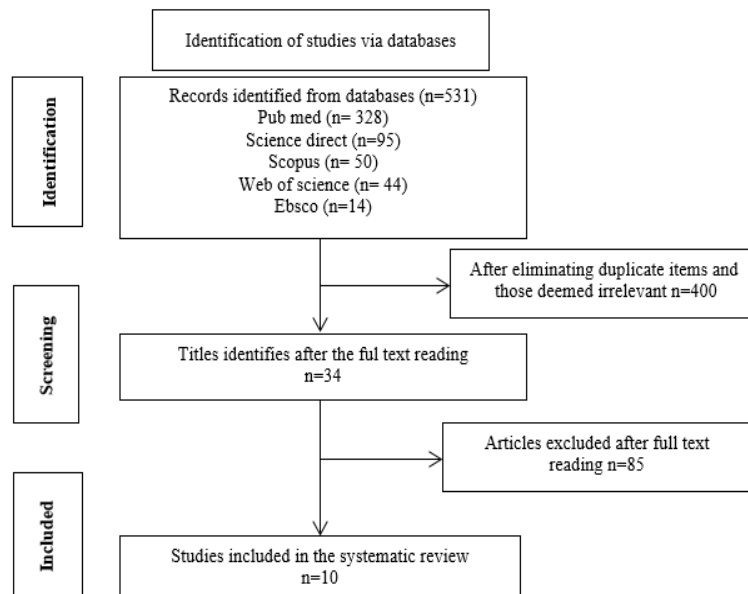 Identification of studies via databases
Identification
Records identified from databases (n=531)
Pub med (n= 328)
Science direct (n=95)
Scopus (n= 50)
Web of science (n= 44)
Ebsco (n=14)
After eliminating duplicate items and
those deemed irrelevant n=400
Screening
Titles identifies after the ful text reading
n=34
Articles excluded after full text
reading n=85
Included
Studies included in the systematic review
n=10